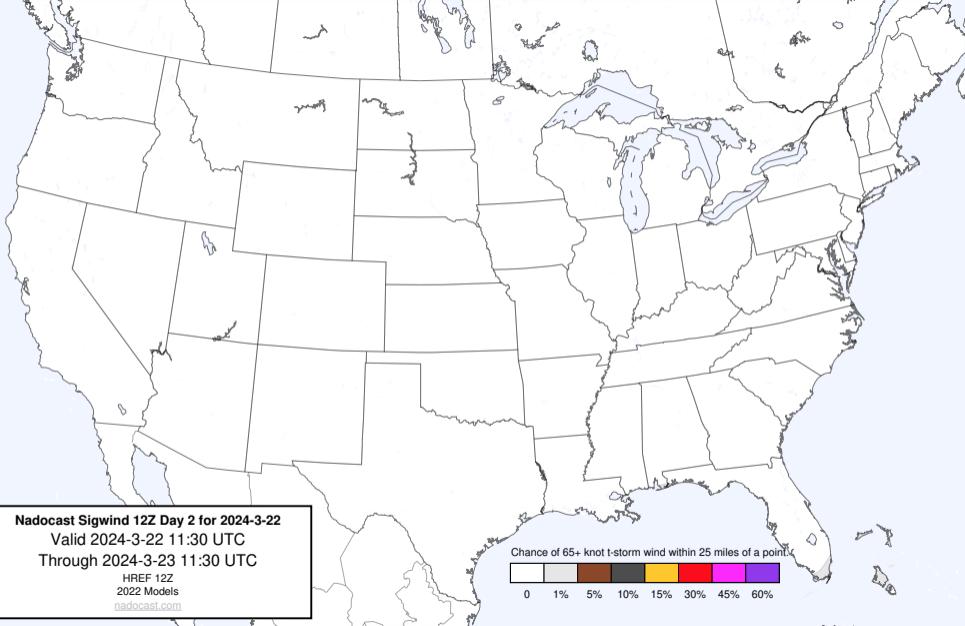 Nadocast Sigwind 12Z Day 2 for 2024-3-22
Valid 2024-3-22 11:30 UTC
Through 2024-3-23 11:30 UTC
HREF 12Z
2022 Models
nadocast.com
Chance of 65+ knot t-storm wind within 25 miles of a point.
0 1% 5% 10% 15% 30% 45% 60%